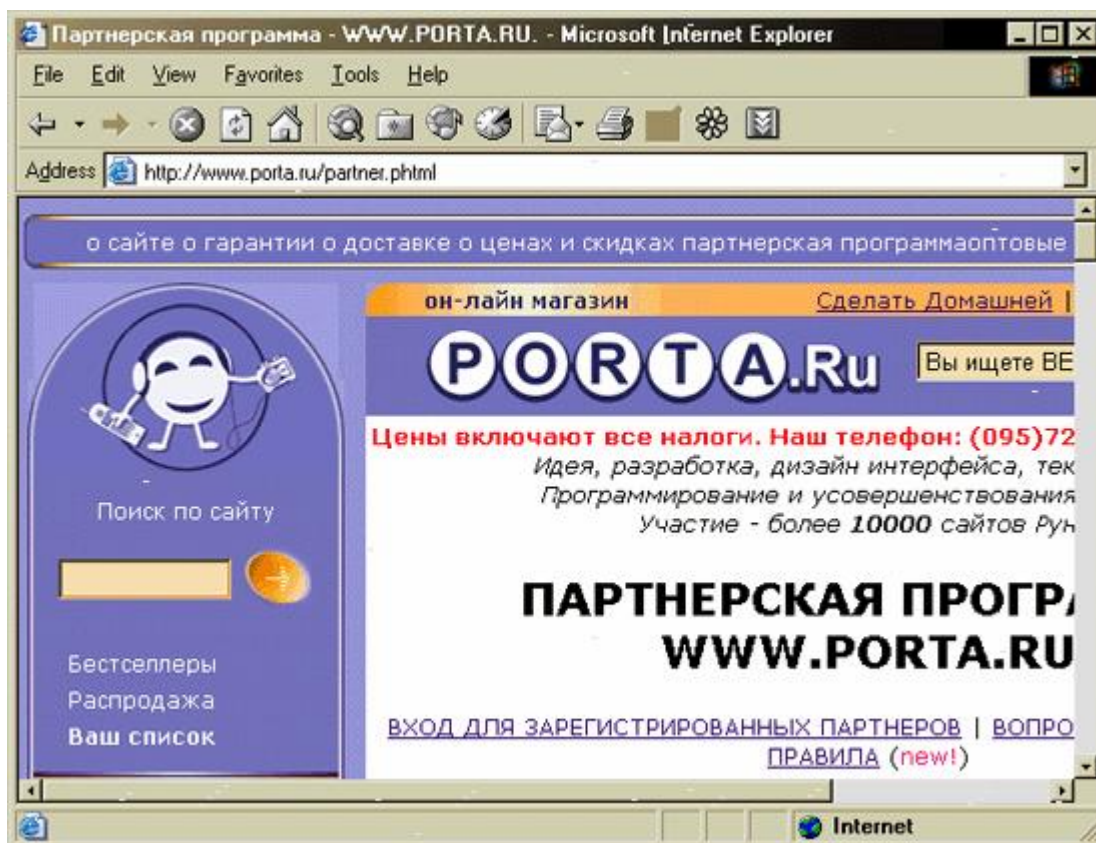 Партнерская программа - WWW.PORTA.RU. - Microsoft Internet Explorer
File Edit View Favorites Tools Help
Address http://www.porta.ru/partner.phtml
о сайте о гарантии о доставке о ценах и скидках партнерская программаоптовые
он-лайн магазин Сделать Домашней |
PORTA.Ru Вы ищете ВЕ
Цены включают все налоги. Наш телефон: (095)72
Идея, разработка, дизайн интерфейса, тек
Программирование и усовершенствования
Участие - более 10000 сайтов Рун
Поиск по сайту
ПАРТНЕРСКАЯ ПРОГРА
WWW.PORTA.RU
Бестселлеры
Распродажа
Ваш список
ВХОД ДЛЯ ЗАРЕГИСТРИРОВАННЫХ ПАРТНЕРОВ | ВОПРО
ПРАВИЛА (new!)
Internet